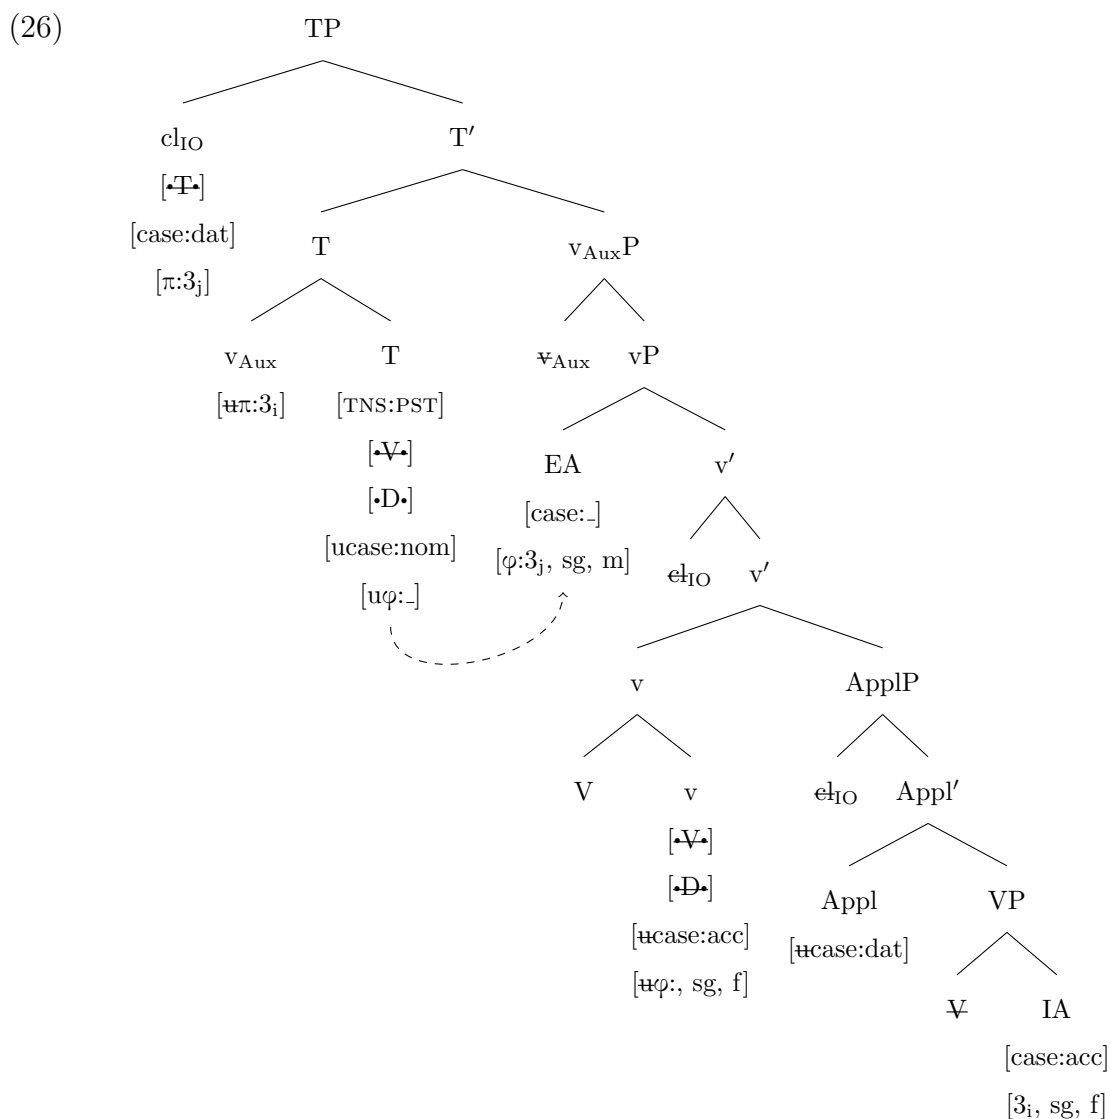 (26) TP
cl_IO T′
[•T•]
[case:dat] T v_AuxP
[π:3_j]
v_Aux T v_Aux vP
[uπ:3_i] [TNS:PST]
[•V•] EA v′
[•D•] [case:_]
[ucase:nom] [φ:3_j, sg, m] cl_IO v′
[uφ:_]
v ApplP
V v cl_IO Appl′
[•V•]
[•D•] Appl VP
[ucase:acc] [ucase:dat]
[uφ:, sg, f] V IA
[case:acc]
[3_i, sg, f]